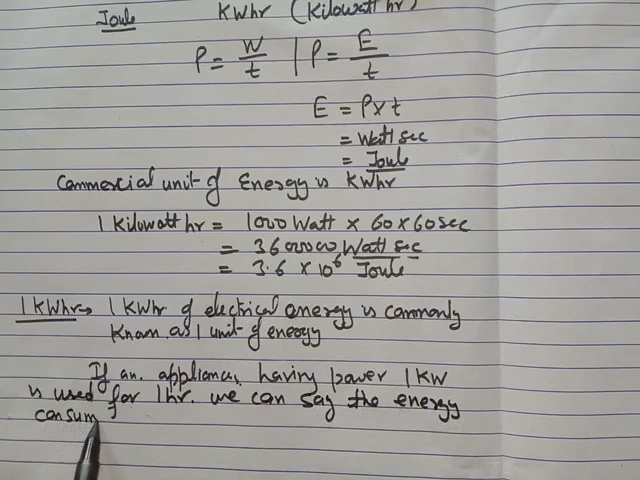 Joule KWhr (Kilowatt hr)
P = W/t | P = E/t
E = P × t
= Watt sec
= Joule
Commercial unit of Energy is KWhr
1 Kilowatt hr = 1000 Watt × 60 × 60 sec
= 3600000 Watt sec
= 3.6 × 10⁶ Joule
1 KWhr → 1 KWhr of electrical energy is commonly
Known as 1 unit of energy
If an appliances having power 1 KW
is used for 1 hr. we can say the energy
consum